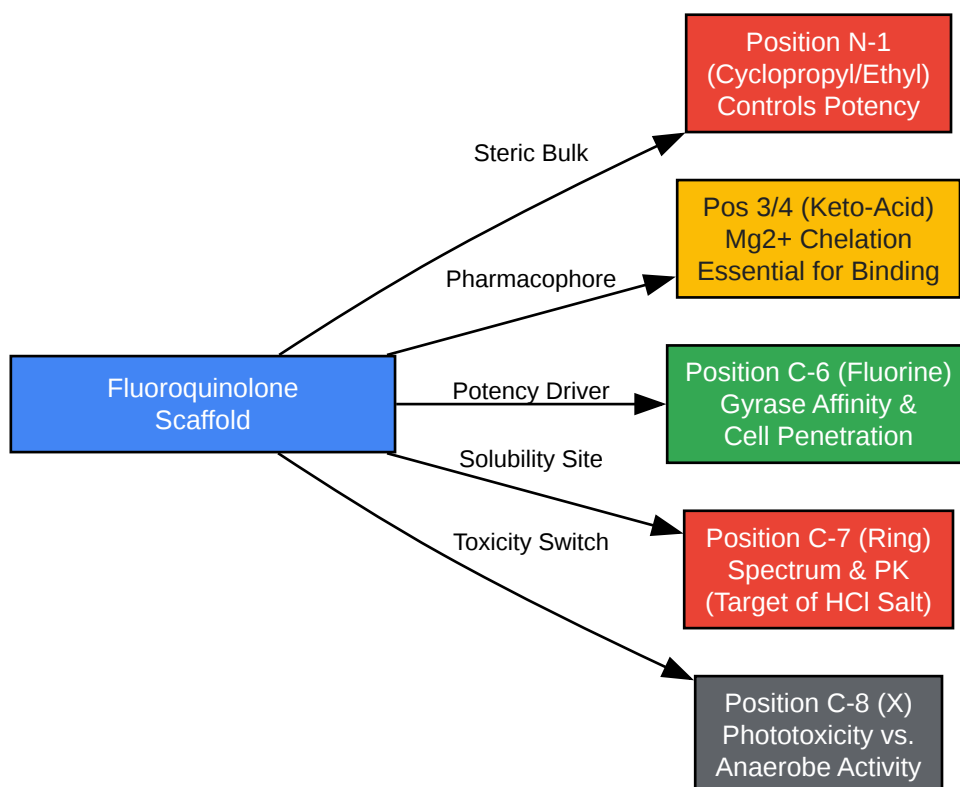 Position N-1
(Cyclopropyl/Ethyl)
Controls Potency
Steric Bulk
Pos 3/4 (Keto-Acid)
Mg2+ Chelation
Essential for Binding
Pharmacophore
Fluoroquinolone
Scaffold
Potency Driver
Position C-6 (Fluorine)
Gyrase Affinity &
Cell Penetration
Solubility Site
Position C-7 (Ring)
Spectrum & PK
(Target of HCl Salt)
Toxicity Switch
Position C-8 (X)
Phototoxicity vs.
Anaerobe Activity